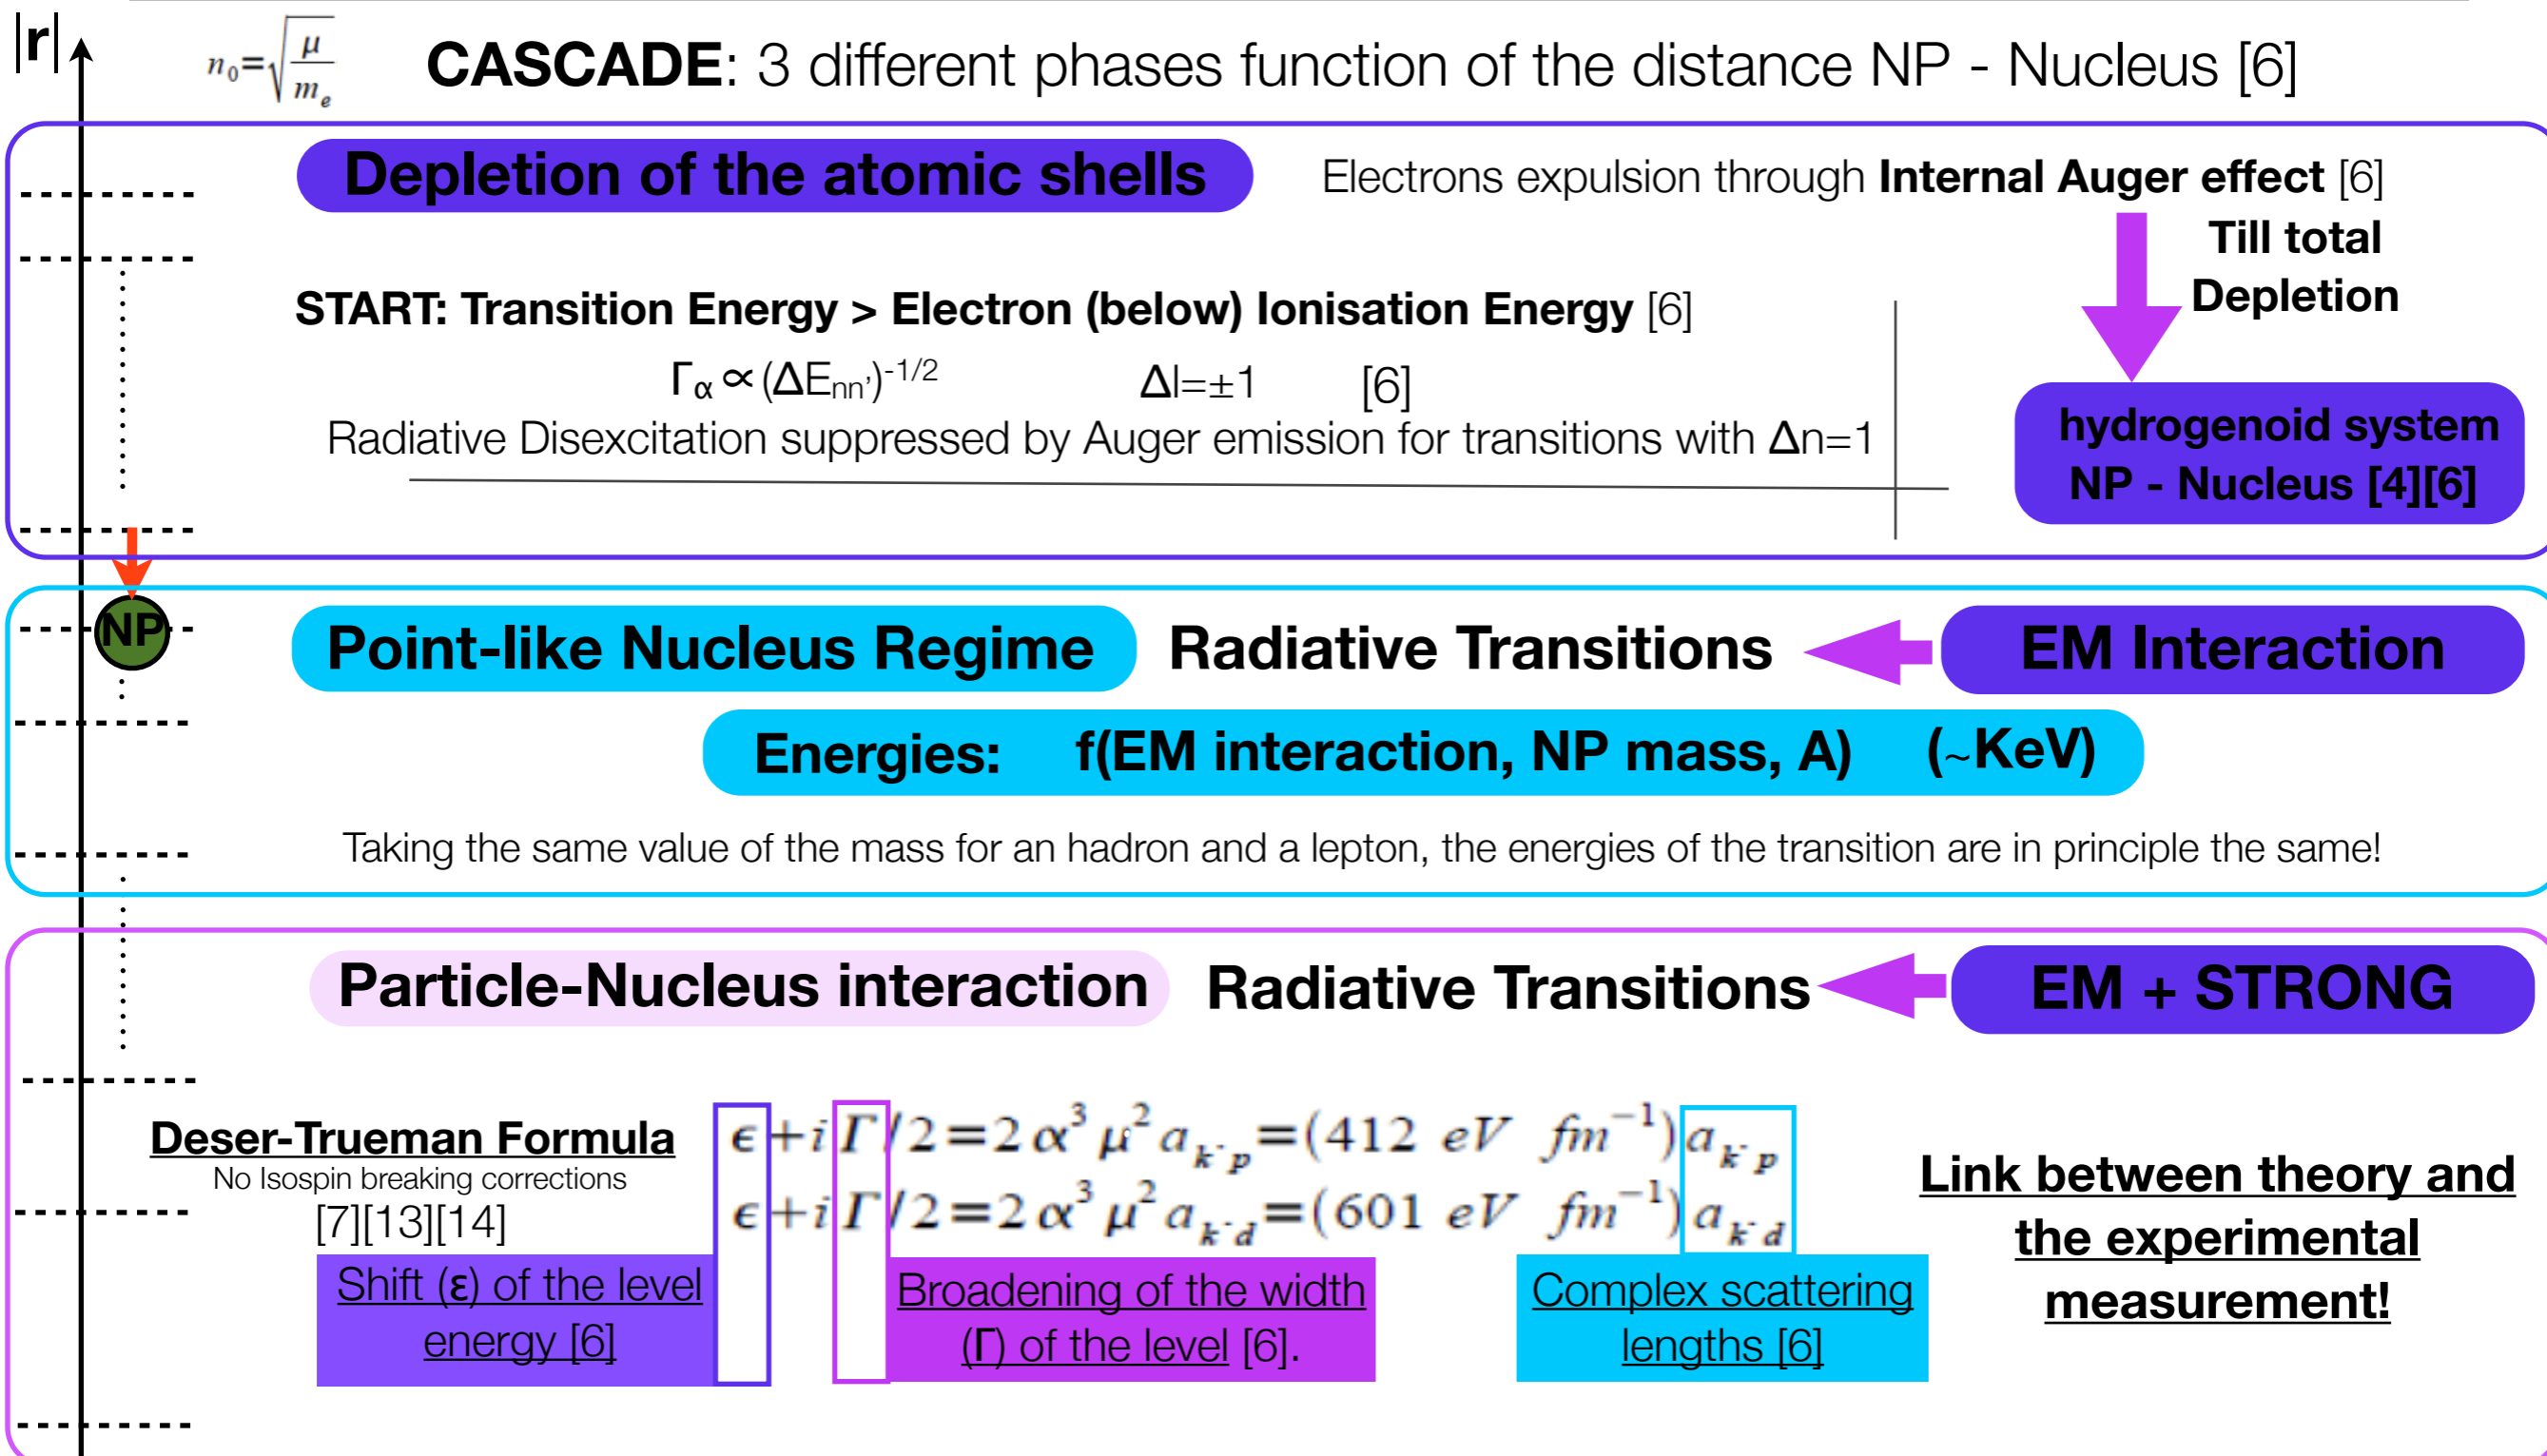 |r|
n₀=√(μ/mₑ)
CASCADE: 3 different phases function of the distance NP - Nucleus [6]
Depletion of the atomic shells
Electrons expulsion through Internal Auger effect [6]
Till total
Depletion
START: Transition Energy > Electron (below) Ionisation Energy [6]
Γα ∝ (ΔEnn')^-1/2 Δl=±1 [6]
Radiative Disexcitation suppressed by Auger emission for transitions with Δn=1
hydrogenoid system
NP - Nucleus [4][6]
NP
Point-like Nucleus Regime
Radiative Transitions
EM Interaction
Energies: f(EM interaction, NP mass, A) (~KeV)
Taking the same value of the mass for an hadron and a lepton, the energies of the transition are in principle the same!
Particle-Nucleus interaction
Radiative Transitions
EM + STRONG
Deser-Trueman Formula
No Isospin breaking corrections
[7][13][14]
ϵ+iΓ/2=2α³μ²a_{k⁻p}=(412 eV fm⁻¹)a_{k⁻p}
ϵ+iΓ/2=2α³μ²a_{k⁻d}=(601 eV fm⁻¹)a_{k⁻d}
Shift (ε) of the level
energy [6]
Broadening of the width
(Γ) of the level [6].
Complex scattering
lengths [6]
Link between theory and
the experimental
measurement!